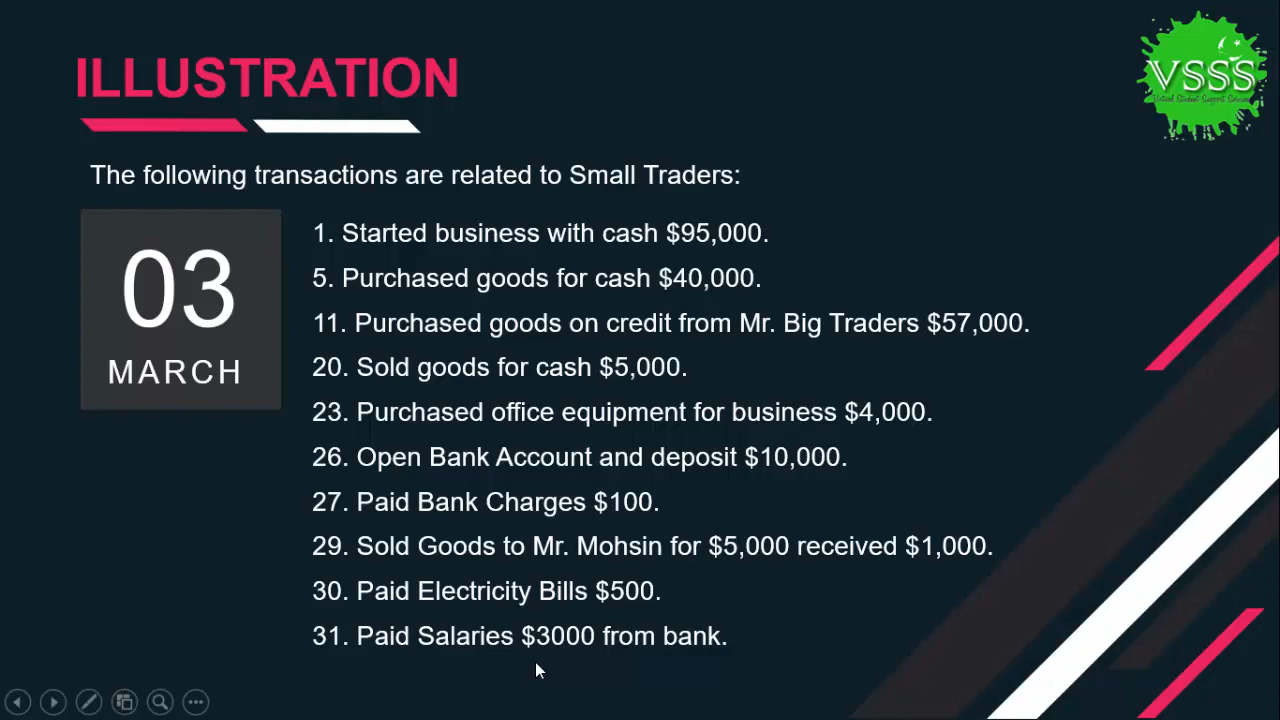 ILLUSTRATION
VSSS
Virtual Student Support Services
The following transactions are related to Small Traders:
03
MARCH
1. Started business with cash $95,000.
5. Purchased goods for cash $40,000.
11. Purchased goods on credit from Mr. Big Traders $57,000.
20. Sold goods for cash $5,000.
23. Purchased office equipment for business $4,000.
26. Open Bank Account and deposit $10,000.
27. Paid Bank Charges $100.
29. Sold Goods to Mr. Mohsin for $5,000 received $1,000.
30. Paid Electricity Bills $500.
31. Paid Salaries $3000 from bank.